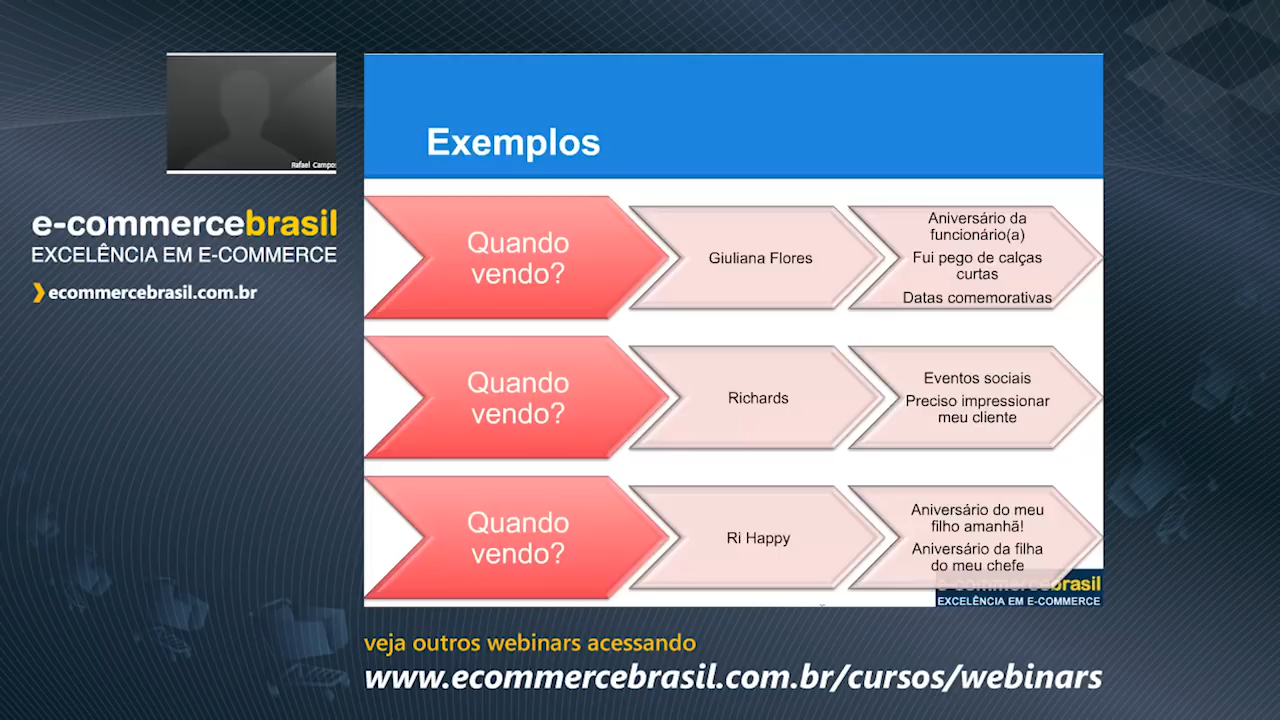 Rafael Campos
e-commercebrasil
EXCELÊNCIA EM E-COMMERCE
ecommercebrasil.com.br
Exemplos
Quando
vendo?
Giuliana Flores
Aniversário da
funcionário(a)
Fui pego de calças
curtas
Datas comemorativas
Quando
vendo?
Richards
Eventos sociais
Preciso impressionar
meu cliente
Quando
vendo?
Ri Happy
Aniversário do meu
filho amanhã!
Aniversário da filha
do meu chefe
e-commercebrasil
EXCELÊNCIA EM E-COMMERCE
veja outros webinars acessando
www.ecommercebrasil.com.br/cursos/webinars